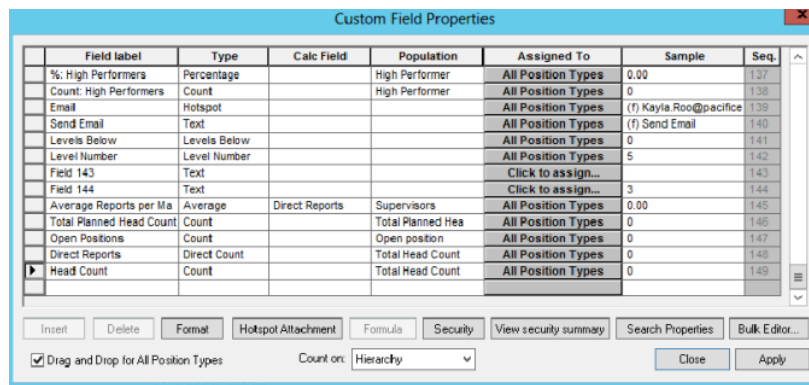 Custom Field Properties
Field label Type Calc Field Population Assigned To Sample Seq.
%: High Performers Percentage High Performer All Position Types 0.00 137
Count: High Performers Count High Performer All Position Types 0 138
Email Hotspot All Position Types (f) Kayla.Roo@pacifice 139
Send Email Text All Position Types (f) Send Email 140
Levels Below Levels Below All Position Types 0 141
Level Number Level Number All Position Types 5 142
Field 143 Text Click to assign... 143
Field 144 Text Click to assign... 3 144
Average Reports per Ma Average Direct Reports Supervisors All Position Types 0.00 145
Total Planned Head Count Count Total Planned Hea All Position Types 0 146
Open Positions Count Open position All Position Types 0 147
Direct Reports Direct Count Total Head Count All Position Types 0 148
Head Count Count Total Head Count All Position Types 0 149
Insert Delete Format Hotspot Attachment Formula Security View security summary Search Properties Bulk Editor...
Drag and Drop for All Position Types Count on: Hierarchy Close Apply